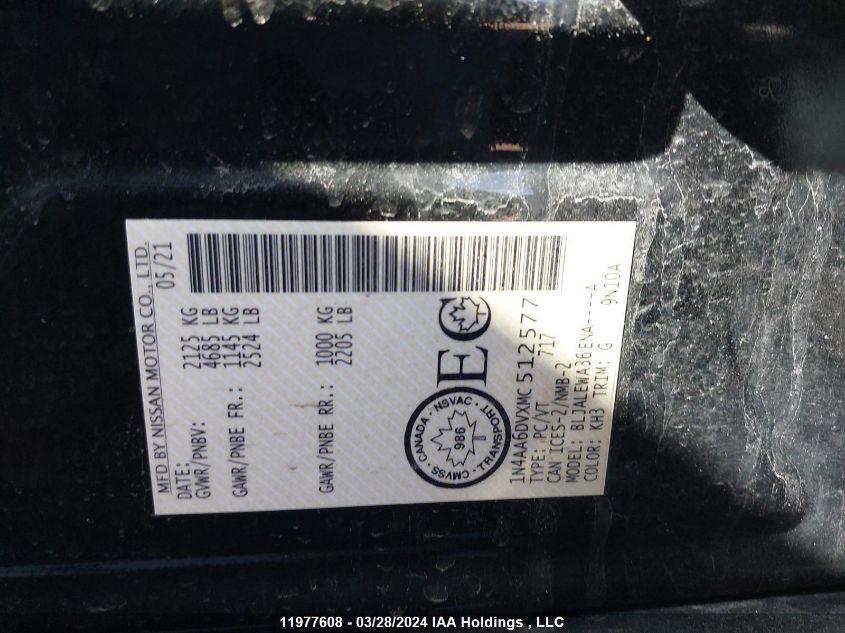 MFD BY NISSAN MOTOR CO., LTD.
DATE: 05/21
GVWR/PNBV: 2125 KG
4685 LB
GAWR/PNBE FR.: 1145 KG
2524 LB
GAWR/PNBE RR.: 1000 KG
2205 LB
CANADA · NSVAC · TRANSPORT · CMVSS ·
986
EC
1N4AA6DVXMC512577
TYPE: PC/VT 717
CAN ICES-2/NMB-2
MODEL: BLJALEWA36ENA----A
COLOR: KH3 TRIM: G 9N10A
11977608 - 03/28/2024 IAA Holdings , LLC